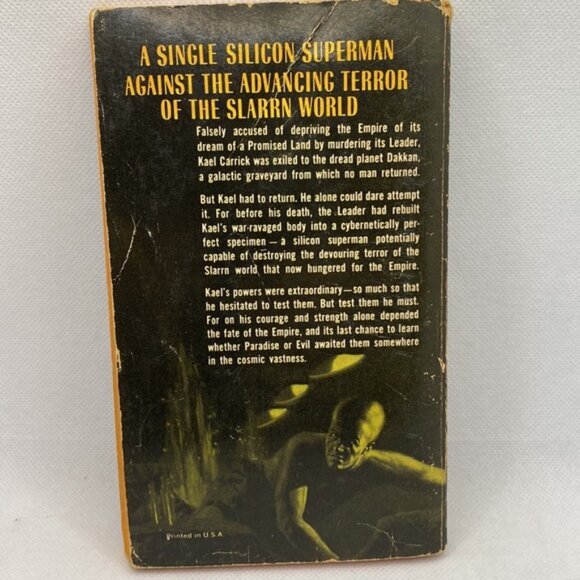 A SINGLE SILICON SUPERMAN
AGAINST THE ADVANCING TERROR
OF THE SLARRN WORLD
Falsely accused of depriving the Empire of its
dream of a Promised Land by murdering its Leader,
Kael Carrick was exiled to the dread planet Dakkan,
a galactic graveyard from which no man returned.
But Kael had to return. He alone could dare attempt
it. For before his death, the Leader had rebuilt
Kael's war-ravaged body into a cybernetically per-
fect specimen—a silicon superman potentially
capable of destroying the devouring terror of the
Slarrn world that now hungered for the Empire.
Kael's powers were extraordinary—so much so that
he hesitated to test them. But test them he must.
For on his courage and strength alone depended
the fate of the Empire, and its last chance to learn
whether Paradise or Evil awaited them somewhere
in the cosmic vastness.
Printed in U.S.A.